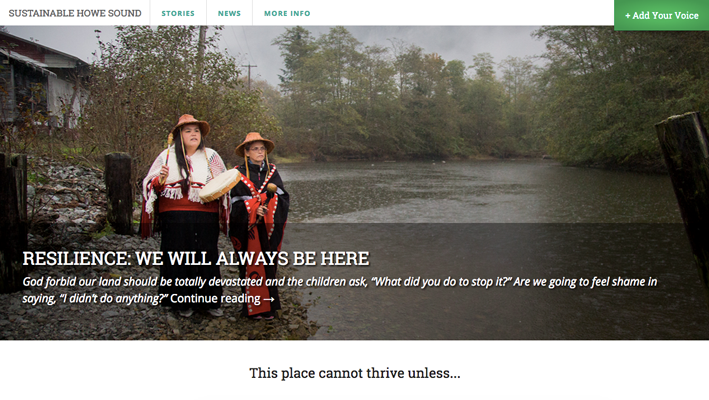 SUSTAINABLE HOWE SOUND
STORIES
NEWS
MORE INFO
+ Add Your Voice
RESILIENCE: WE WILL ALWAYS BE HERE
God forbid our land should be totally devastated and the children ask, “What did you do to stop it?” Are we going to feel shame in
saying, “I didn’t do anything?” Continue reading →
This place cannot thrive unless...